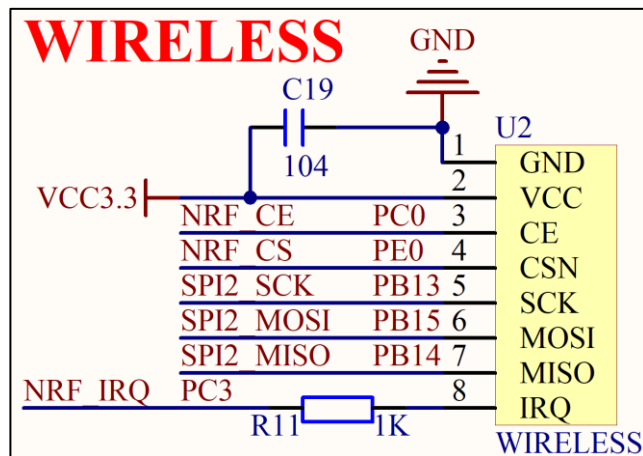 WIRELESS
GND
C19
104
U2
1 GND
VCC3.3 2 VCC
NRF_CE PC0 3 CE
NRF_CS PE0 4 CSN
SPI2_SCK PB13 5 SCK
SPI2_MOSI PB15 6 MOSI
SPI2_MISO PB14 7 MISO
NRF_IRQ PC3 8 IRQ
R11 1K
WIRELESS